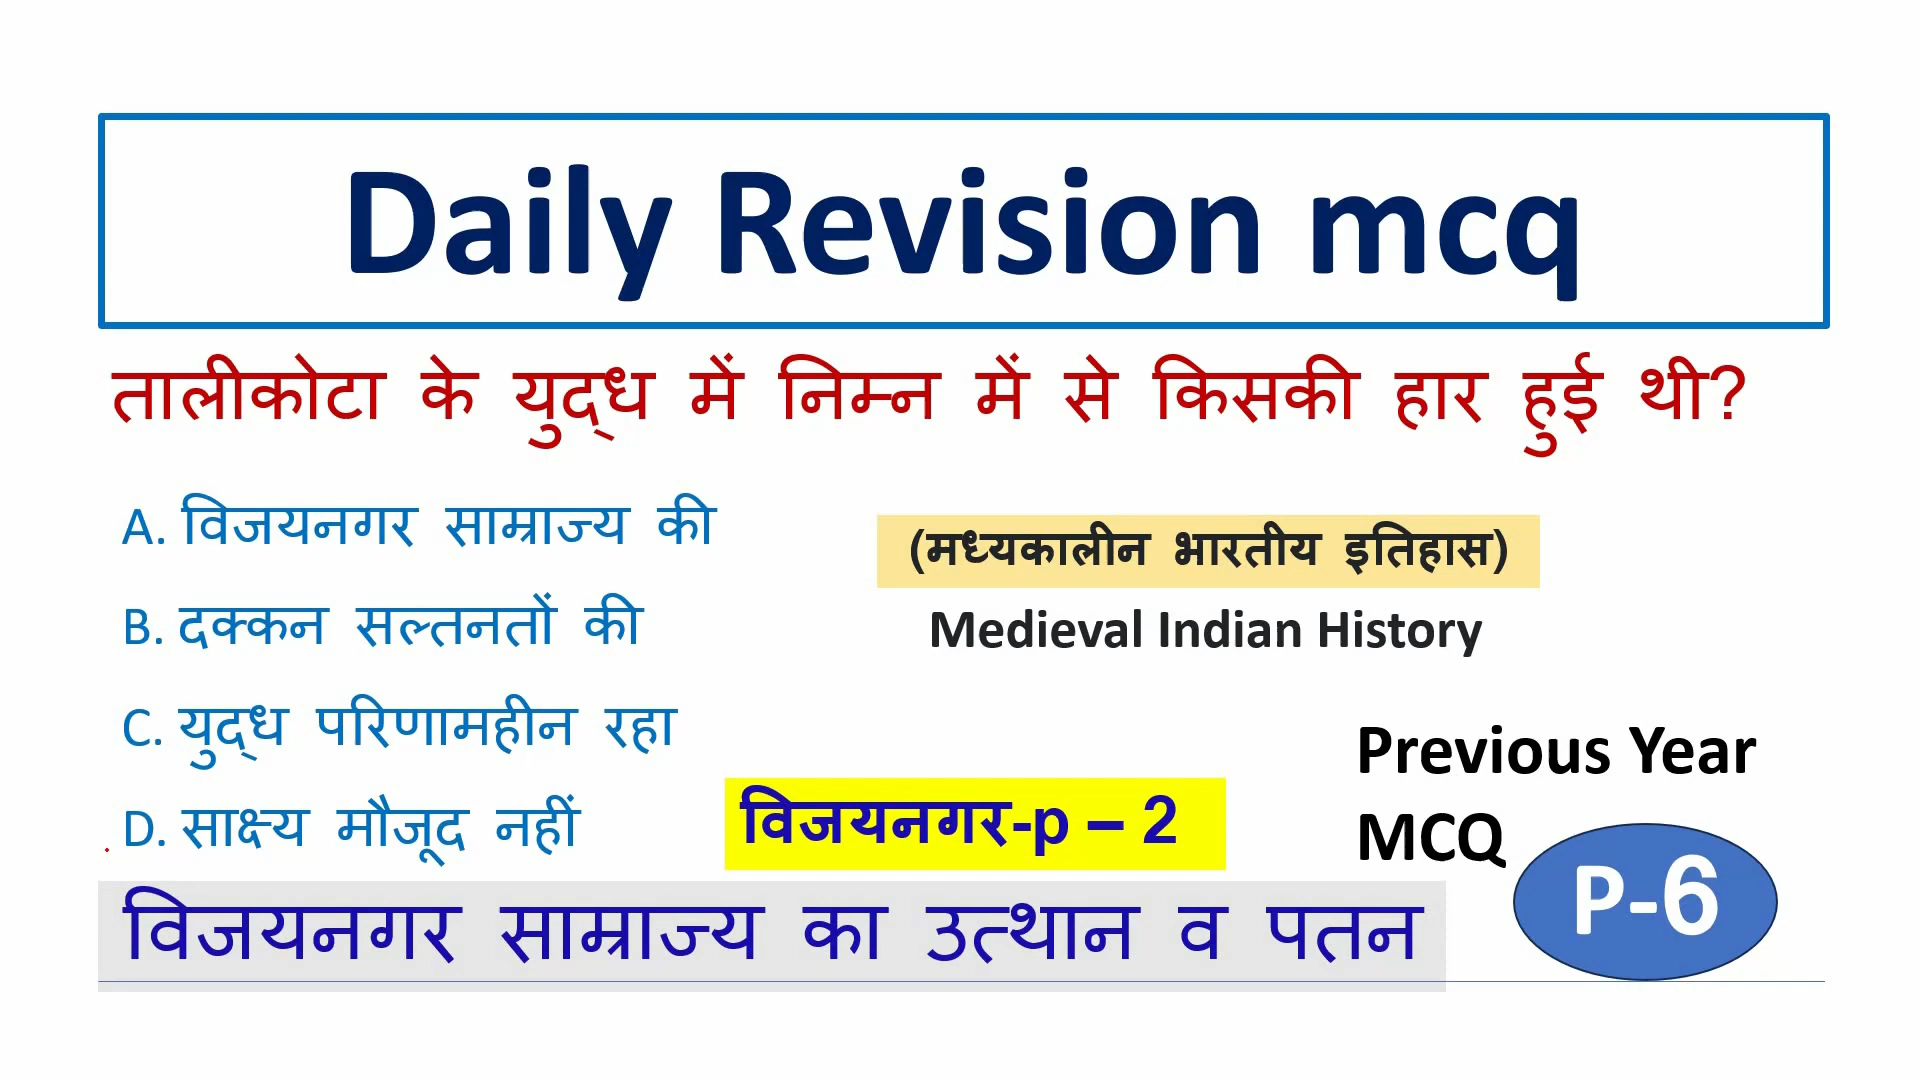 Daily Revision mcq
तालीकोटा के युद्ध में निम्न में से किसकी हार हुई थी?
A. विजयनगर साम्राज्य की
(मध्यकालीन भारतीय इतिहास)
B. दक्कन सल्तनतों की
Medieval Indian History
C. युद्ध परिणामहीन रहा
Previous Year
MCQ
D. साक्ष्य मौजूद नहीं
विजयनगर-p – 2
P-6
विजयनगर साम्राज्य का उत्थान व पतन